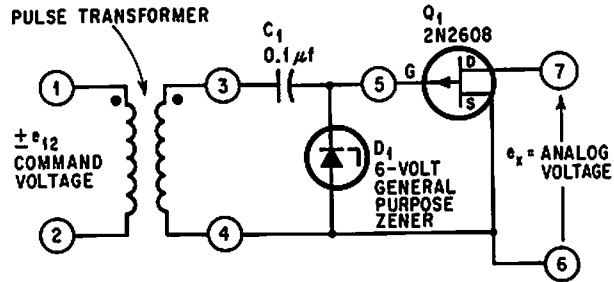 PULSE TRANSFORMER
C1
0.1 µf
Q1
2N2608
1
3
5
G
D
S
7
± e12
COMMAND
VOLTAGE
D1
6-VOLT
GENERAL
PURPOSE
ZENER
ex = ANALOG
VOLTAGE
2
4
6